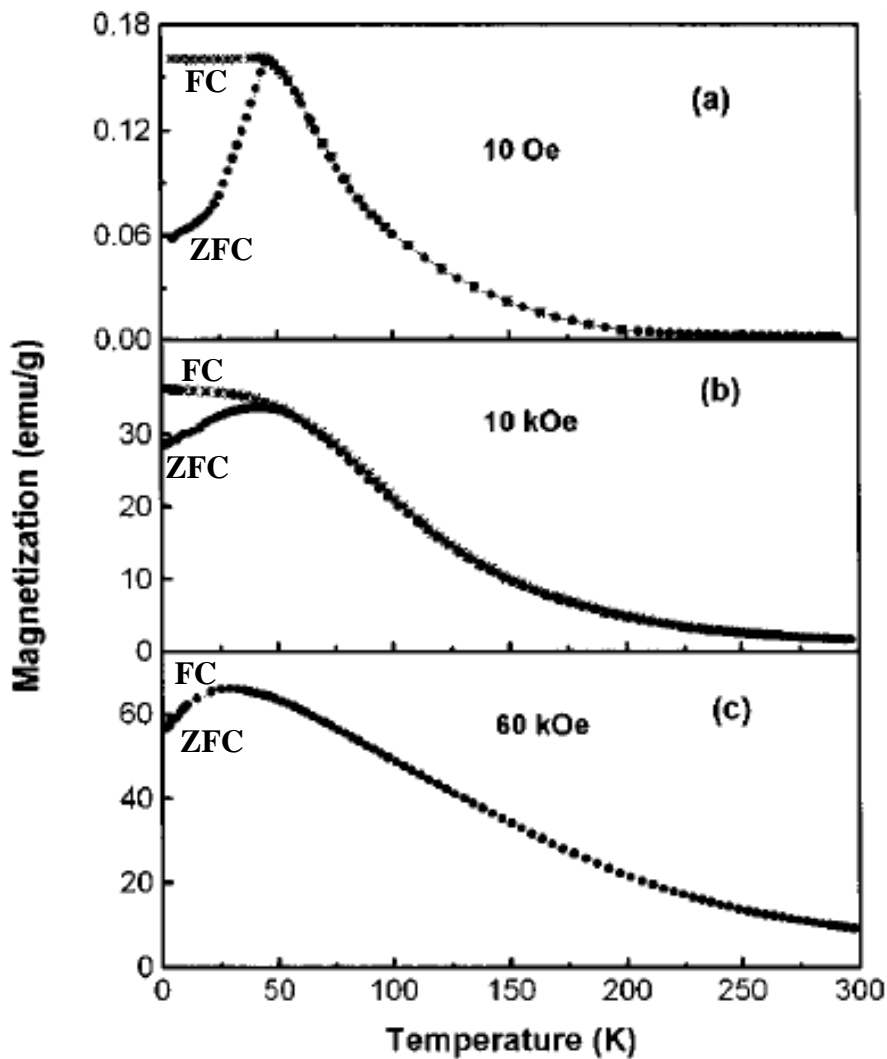 0.18
FC
(a)
0.12
10 Oe
0.06
ZFC
0.00
FC
(b)
30
10 kOe
ZFC
20
10
0
FC
60
ZFC
60 kOe
(c)
40
20
0
0 50 100 150 200 250 300
Temperature (K)
Magnetization (emu/g)